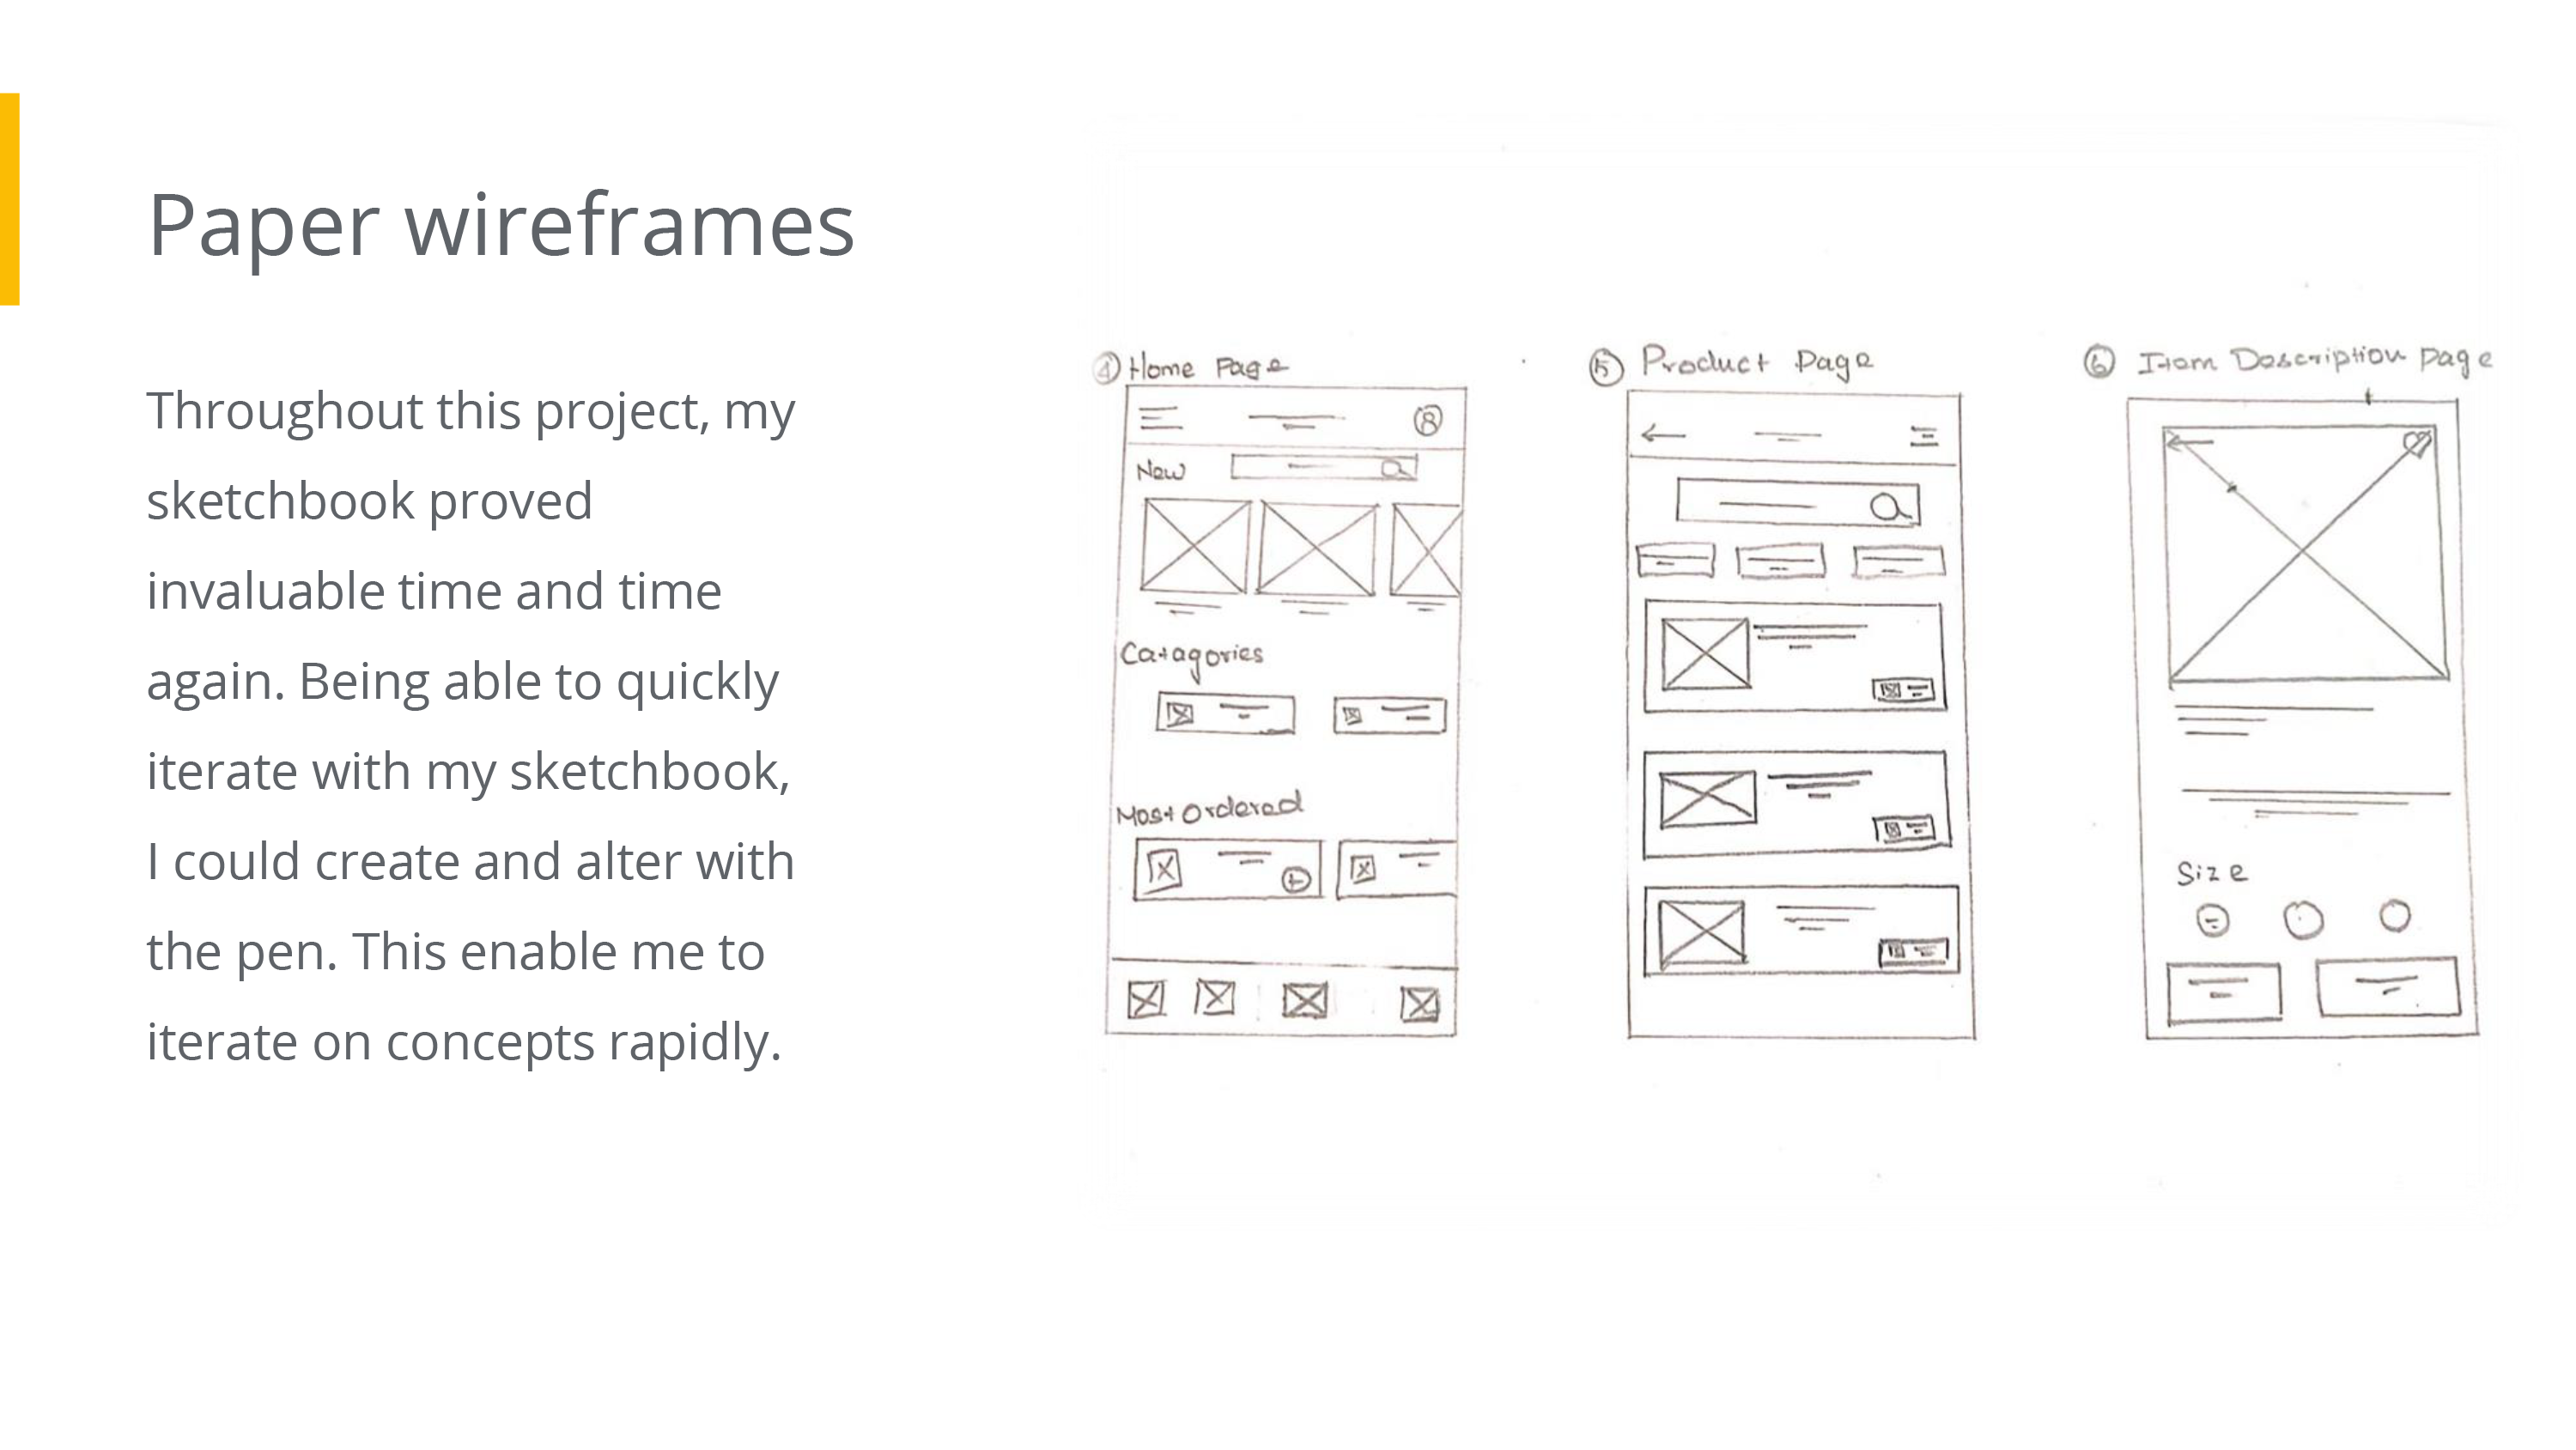 Paper wireframes
Throughout this project, my
sketchbook proved
invaluable time and time
again. Being able to quickly
iterate with my sketchbook,
I could create and alter with
the pen. This enable me to
iterate on concepts rapidly.
④ Home Page
New
Catagories
Most Ordered
⑤ Product Page
⑥ Item Description page
Size